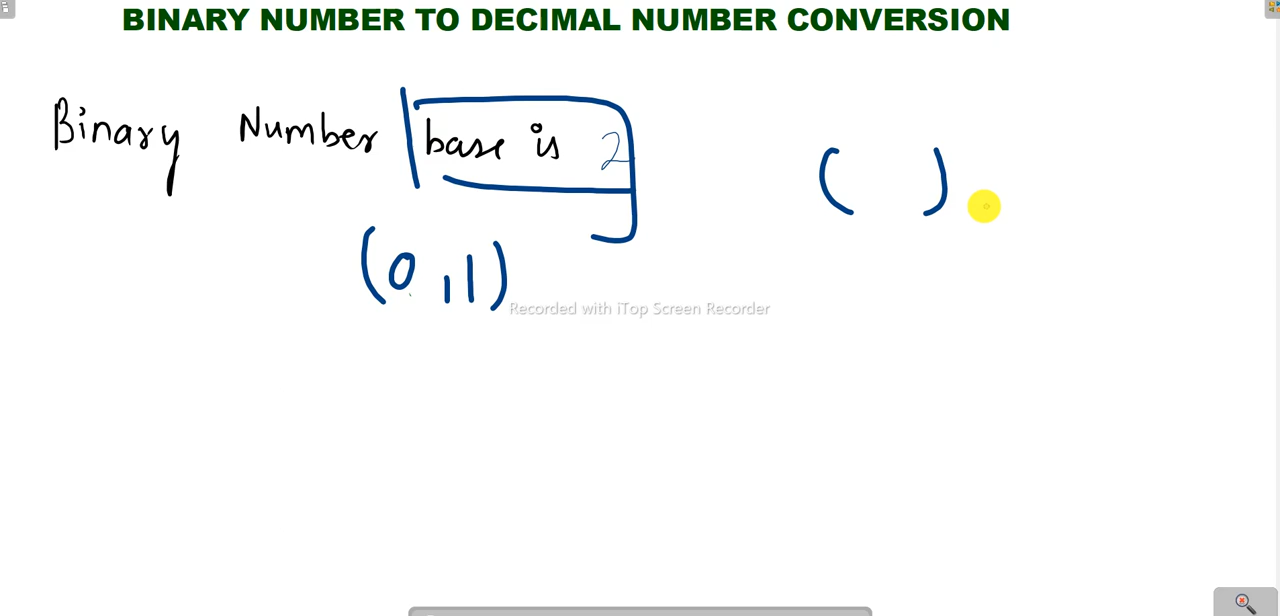 BINARY NUMBER TO DECIMAL NUMBER CONVERSION
Binary Number base is 2 ( )
(0,1)
Recorded with iTop Screen Recorder